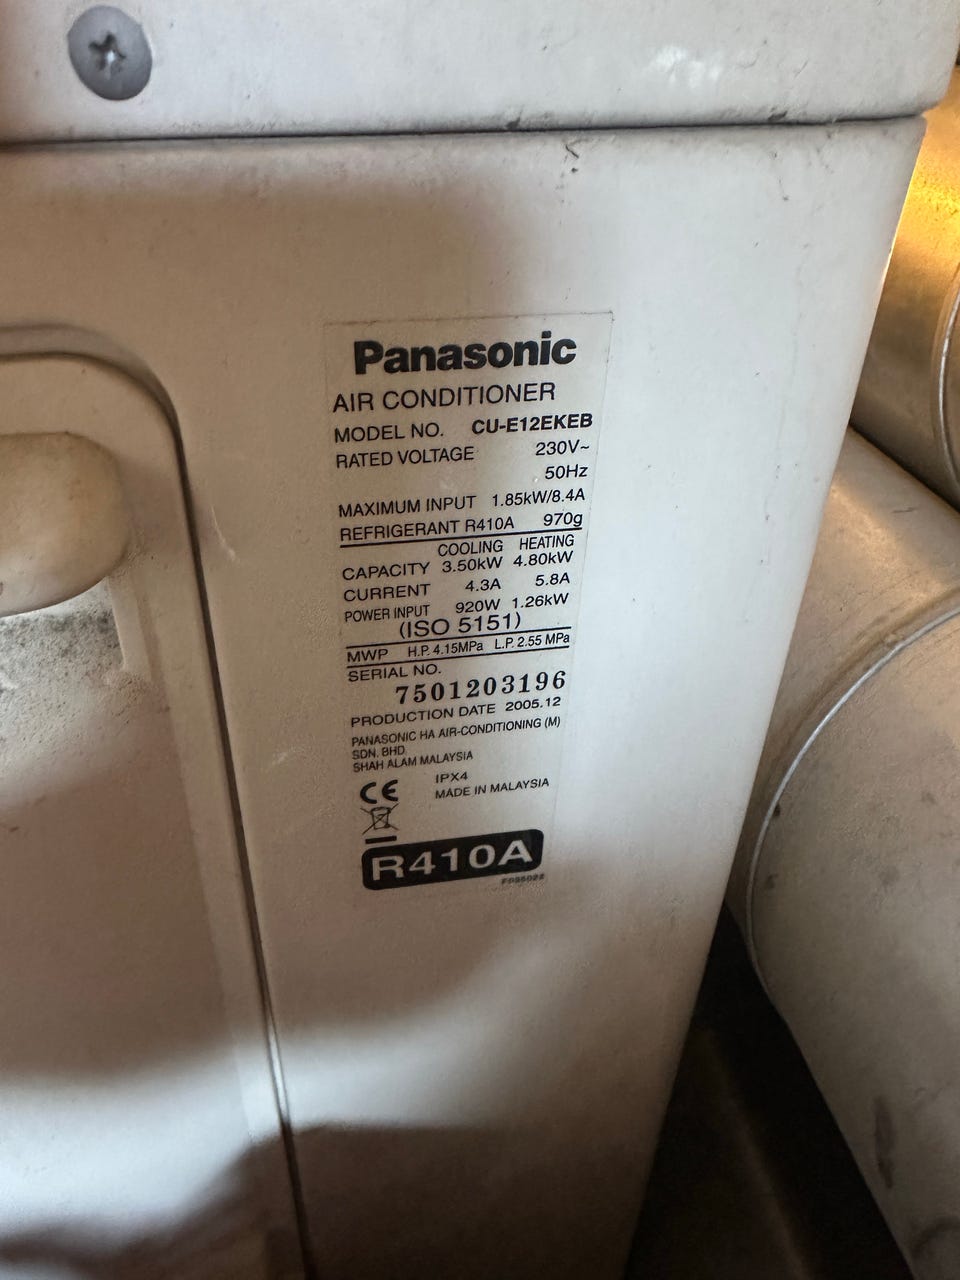 Panasonic
AIR CONDITIONER
MODEL NO. CU-E12EKEB
RATED VOLTAGE 230V~
50Hz
MAXIMUM INPUT 1.85kW/8.4A
REFRIGERANT R410A 970g
COOLING HEATING
CAPACITY 3.50kW 4.80kW
CURRENT 4.3A 5.8A
POWER INPUT 920W 1.26kW
(ISO 5151)
MWP H.P. 4.15MPa L.P. 2.55 MPa
SERIAL NO.
7501203196
PRODUCTION DATE 2005.12
PANASONIC HA AIR-CONDITIONING (M)
SDN. BHD.
SHAH ALAM MALAYSIA
CE IPX4
MADE IN MALAYSIA
R410A